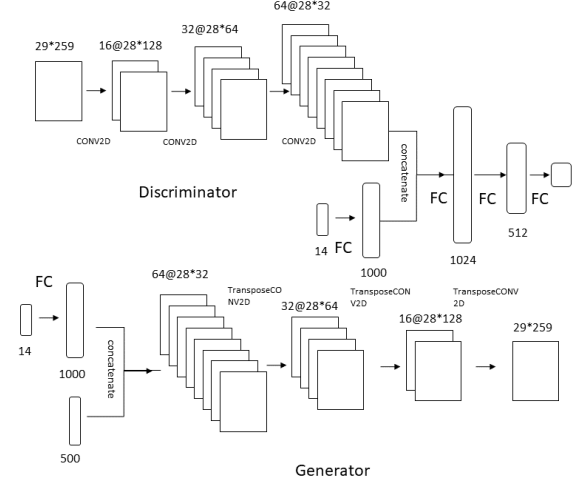 64@28*32
32@28*64
29*259
16@28*128
CONV2D
CONV2D
CONV2D
concatenate
Discriminator
FC
FC
FC
14
FC
512
1000
1024
64@28*32
FC
TransposeCO
NV2D
TransposeCON
V2D
TransposeCONV
2D
32@28*64
16@28*128
29*259
14
concatenate
1000
500
Generator